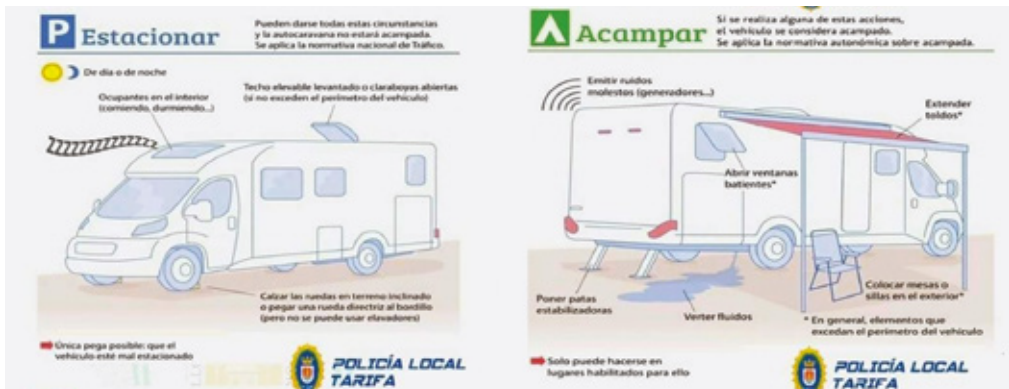 P Estacionar
Pueden darse todas estas circunstancias
y la autocaravana no estará acampada.
Se aplica la normativa nacional de Tráfico.
De día o de noche
Ocupantes en el interior
(comiendo, durmiendo...)
Techo elevable levantado o claraboyas abiertas
(si no exceden el perímetro del vehículo)
Calzar las ruedas en terreno inclinado
o pegar una rueda directriz al bordillo
(pero no se puede usar elevadores)
Única pega posible: que el
vehículo esté mal estacionado
POLICÍA LOCAL
TARIFA
Acampar
Si se realiza alguna de estas acciones,
el vehículo se considera acampado.
Se aplica la normativa autonómica sobre acampada.
Emitir ruidos
molestos (generadores...)
Extender
toldos*
Abrir ventanas
batientes*
Poner patas
estabilizadoras
Verter fluidos
Colocar mesas o
sillas en el exterior*
* En general, elementos que
excedan el perímetro del vehículo
Solo puede hacerse en
lugares habilitados para ello
POLICÍA LOCAL
TARIFA